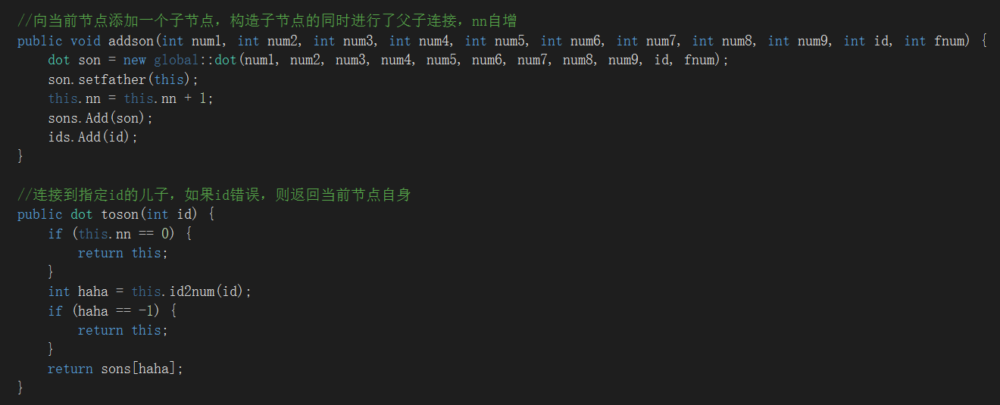 //向当前节点添加一个子节点，构造子节点的同时进行了父子连接，nn自增
public void addson(int num1, int num2, int num3, int num4, int num5, int num6, int num7, int num8, int num9, int id, int fnum) {
    dot son = new global::dot(num1, num2, num3, num4, num5, num6, num7, num8, num9, id, fnum);
    son.setfather(this);
    this.nn = this.nn + 1;
    sons.Add(son);
    ids.Add(id);
}

//连接到指定id的儿子，如果id错误，则返回当前节点自身
public dot toson(int id) {
    if (this.nn == 0) {
        return this;
    }
    int haha = this.id2num(id);
    if (haha == -1) {
        return this;
    }
    return sons[haha];
}